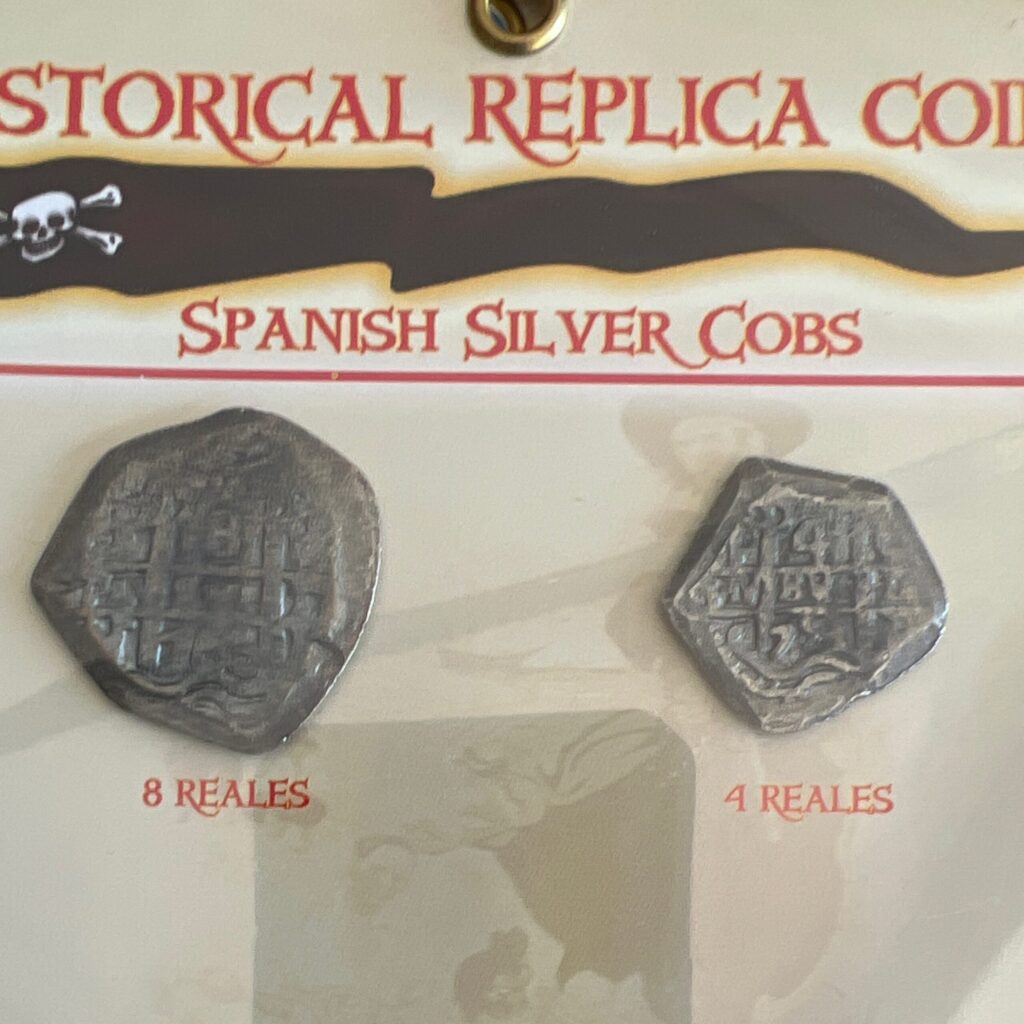 STORICAL REPLICA COI
SPANISH SILVER COBS
8 REALES
4 REALES